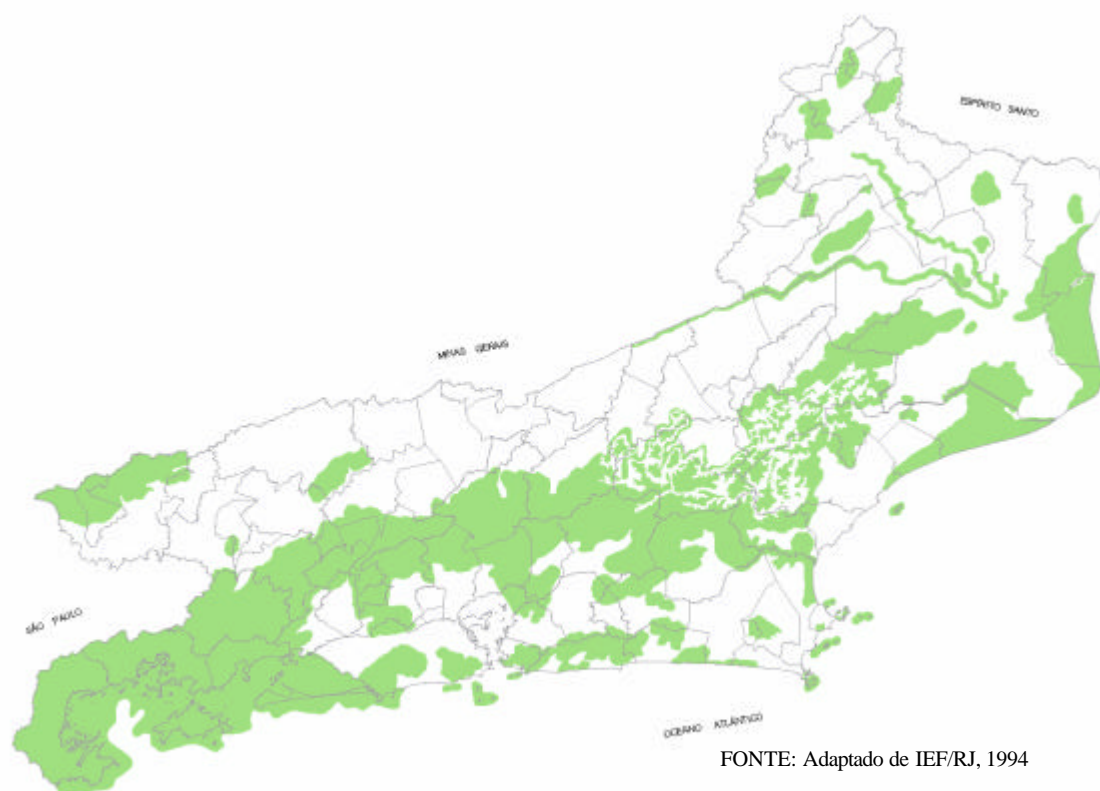 ESPÍRITO SANTO
MINAS GERAIS
SÃO PAULO
OCEANO ATLÂNTICO
FONTE: Adaptado de IEF/RJ, 1994